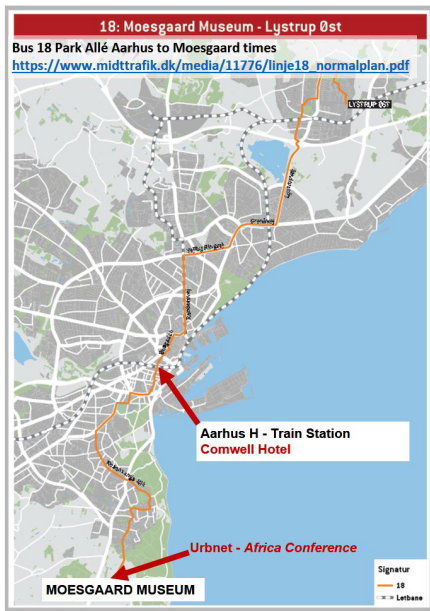 18: Moesgaard Museum - Lystrup Øst
Bus 18 Park Allé Aarhus to Moesgaard times
https://www.midttrafik.dk/media/11776/linje18_normalplan.pdf
LYSTRUP ØST
Grenåvej
Aarhus H - Train Station
Comwell Hotel
Urbnet - Africa Conference
MOESGAARD MUSEUM
Signatur
18
Letbane